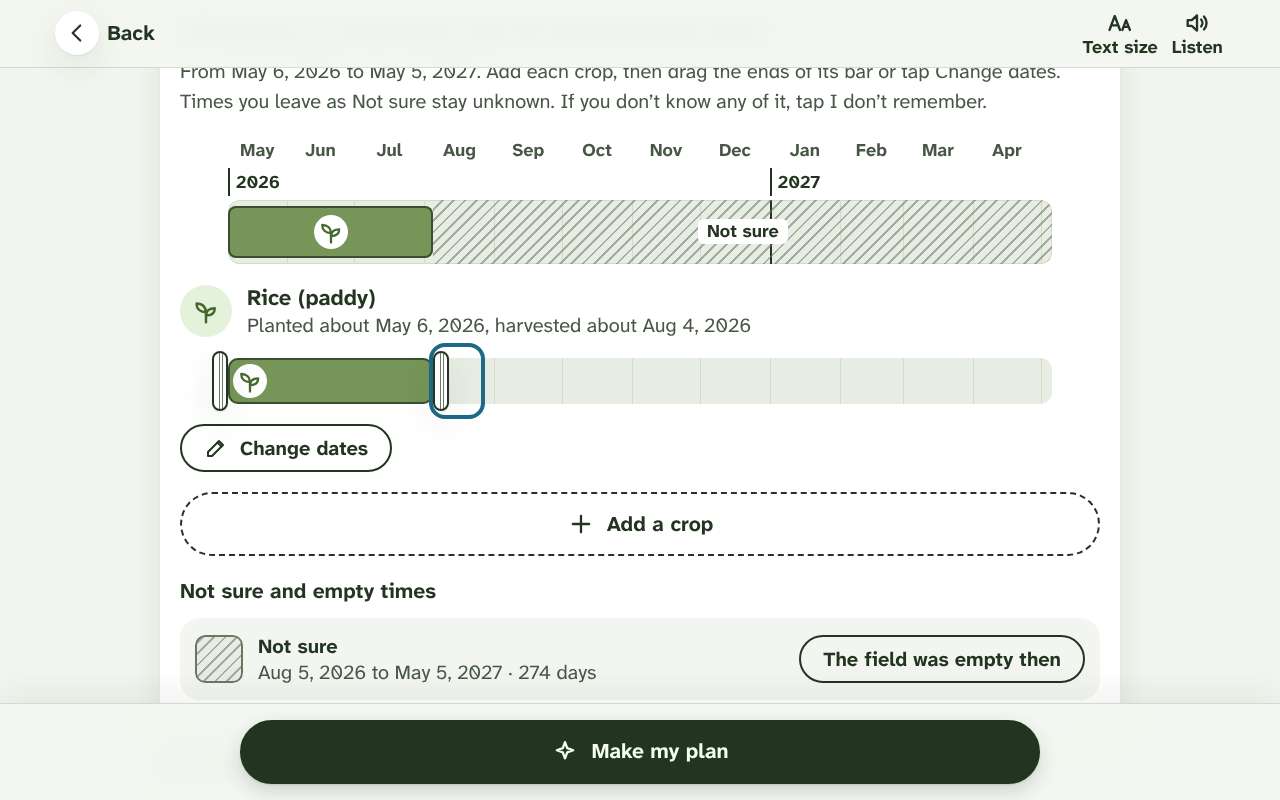 Back
Text size
Listen
From May 6, 2026 to May 5, 2027. Add each crop, then drag the ends of its bar or tap Change dates.
Times you leave as Not sure stay unknown. If you don’t know any of it, tap I don’t remember.
May Jun Jul Aug Sep Oct Nov Dec Jan Feb Mar Apr
2026 2027
Not sure
Rice (paddy)
Planted about May 6, 2026, harvested about Aug 4, 2026
Change dates
Add a crop
Not sure and empty times
Not sure
Aug 5, 2026 to May 5, 2027 · 274 days
The field was empty then
Make my plan